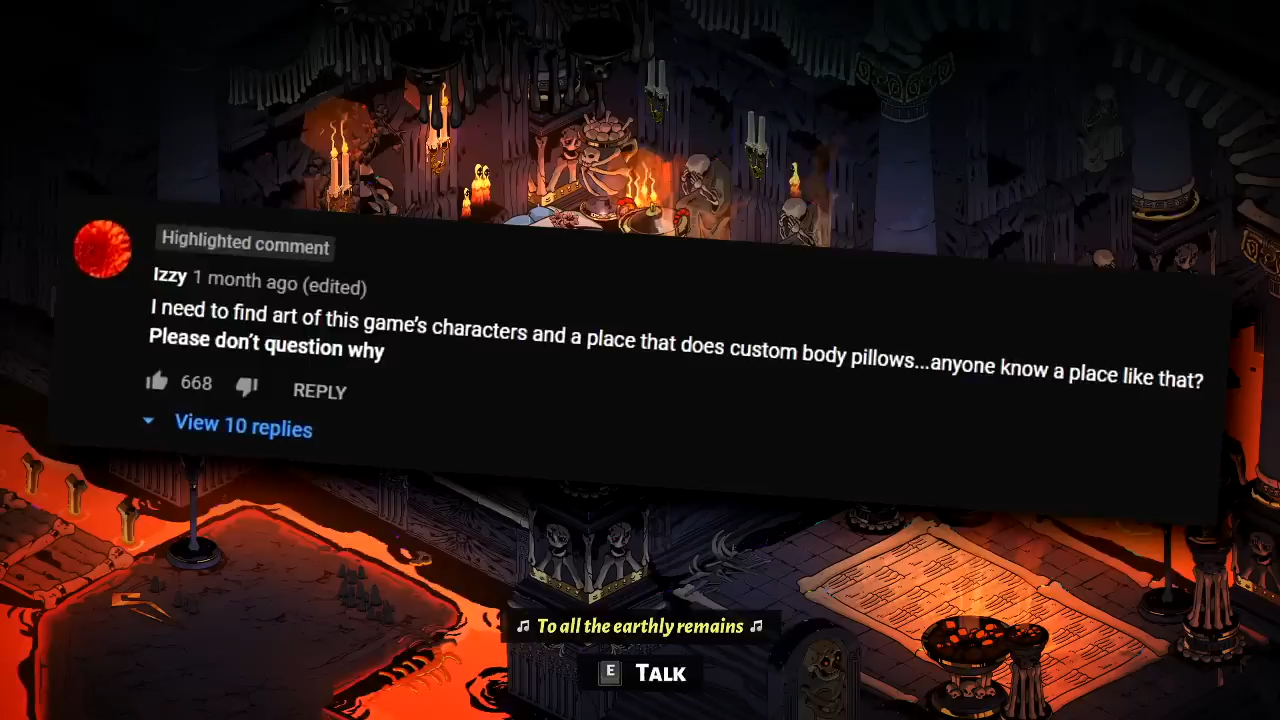 Highlighted comment
Izzy 1 month ago (edited)
I need to find art of this game's characters and a place that does custom body pillows...anyone know a place like that?
Please don't question why
668 REPLY
View 10 replies
♫ To all the earthly remains ♫
E TALK